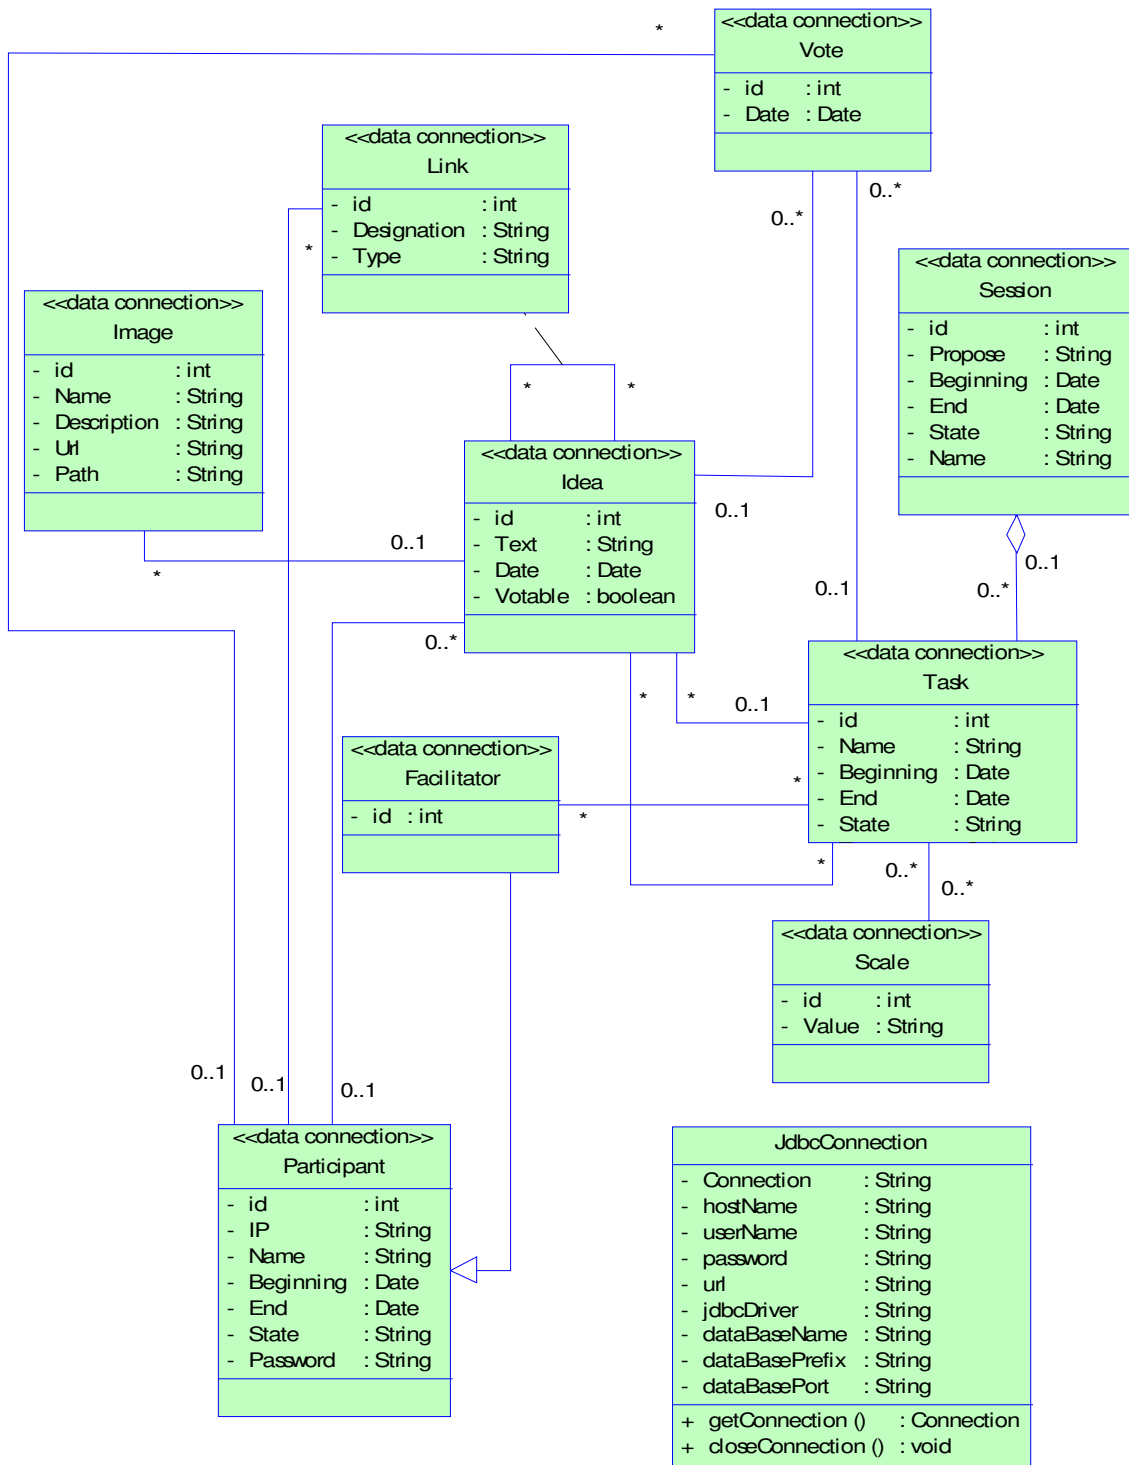 *
<<data connection>>
Vote
- id : int
- Date : Date
0..*
0..*
<<data connection>>
Link
- id : int
- Designation : String
- Type : String
*
<<data connection>>
Session
- id : int
- Propose : String
- Beginning : Date
- End : Date
- State : String
- Name : String
<<data connection>>
Image
- id : int
- Name : String
- Description : String
- Url : String
- Path : String
*
*
<<data connection>>
Idea
- id : int
- Text : String
- Date : Date
- Votable : boolean
0..1
0..1
*
0..1
0..*
0..1
0..*
*
*
0..1
<<data connection>>
Task
- id : int
- Name : String
- Beginning : Date
- End : Date
- State : String
<<data connection>>
Facilitator
- id : int
*
*
*
0..*
0..*
<<data connection>>
Scale
- id : int
- Value : String
0..1
0..1
0..1
<<data connection>>
Participant
- id : int
- IP : String
- Name : String
- Beginning : Date
- End : Date
- State : String
- Password : String
JdbcConnection
- Connection : String
- hostName : String
- userName : String
- password : String
- url : String
- jdbcDriver : String
- dataBaseName : String
- dataBasePrefix : String
- dataBasePort : String
+ getConnection () : Connection
+ closeConnection () : void